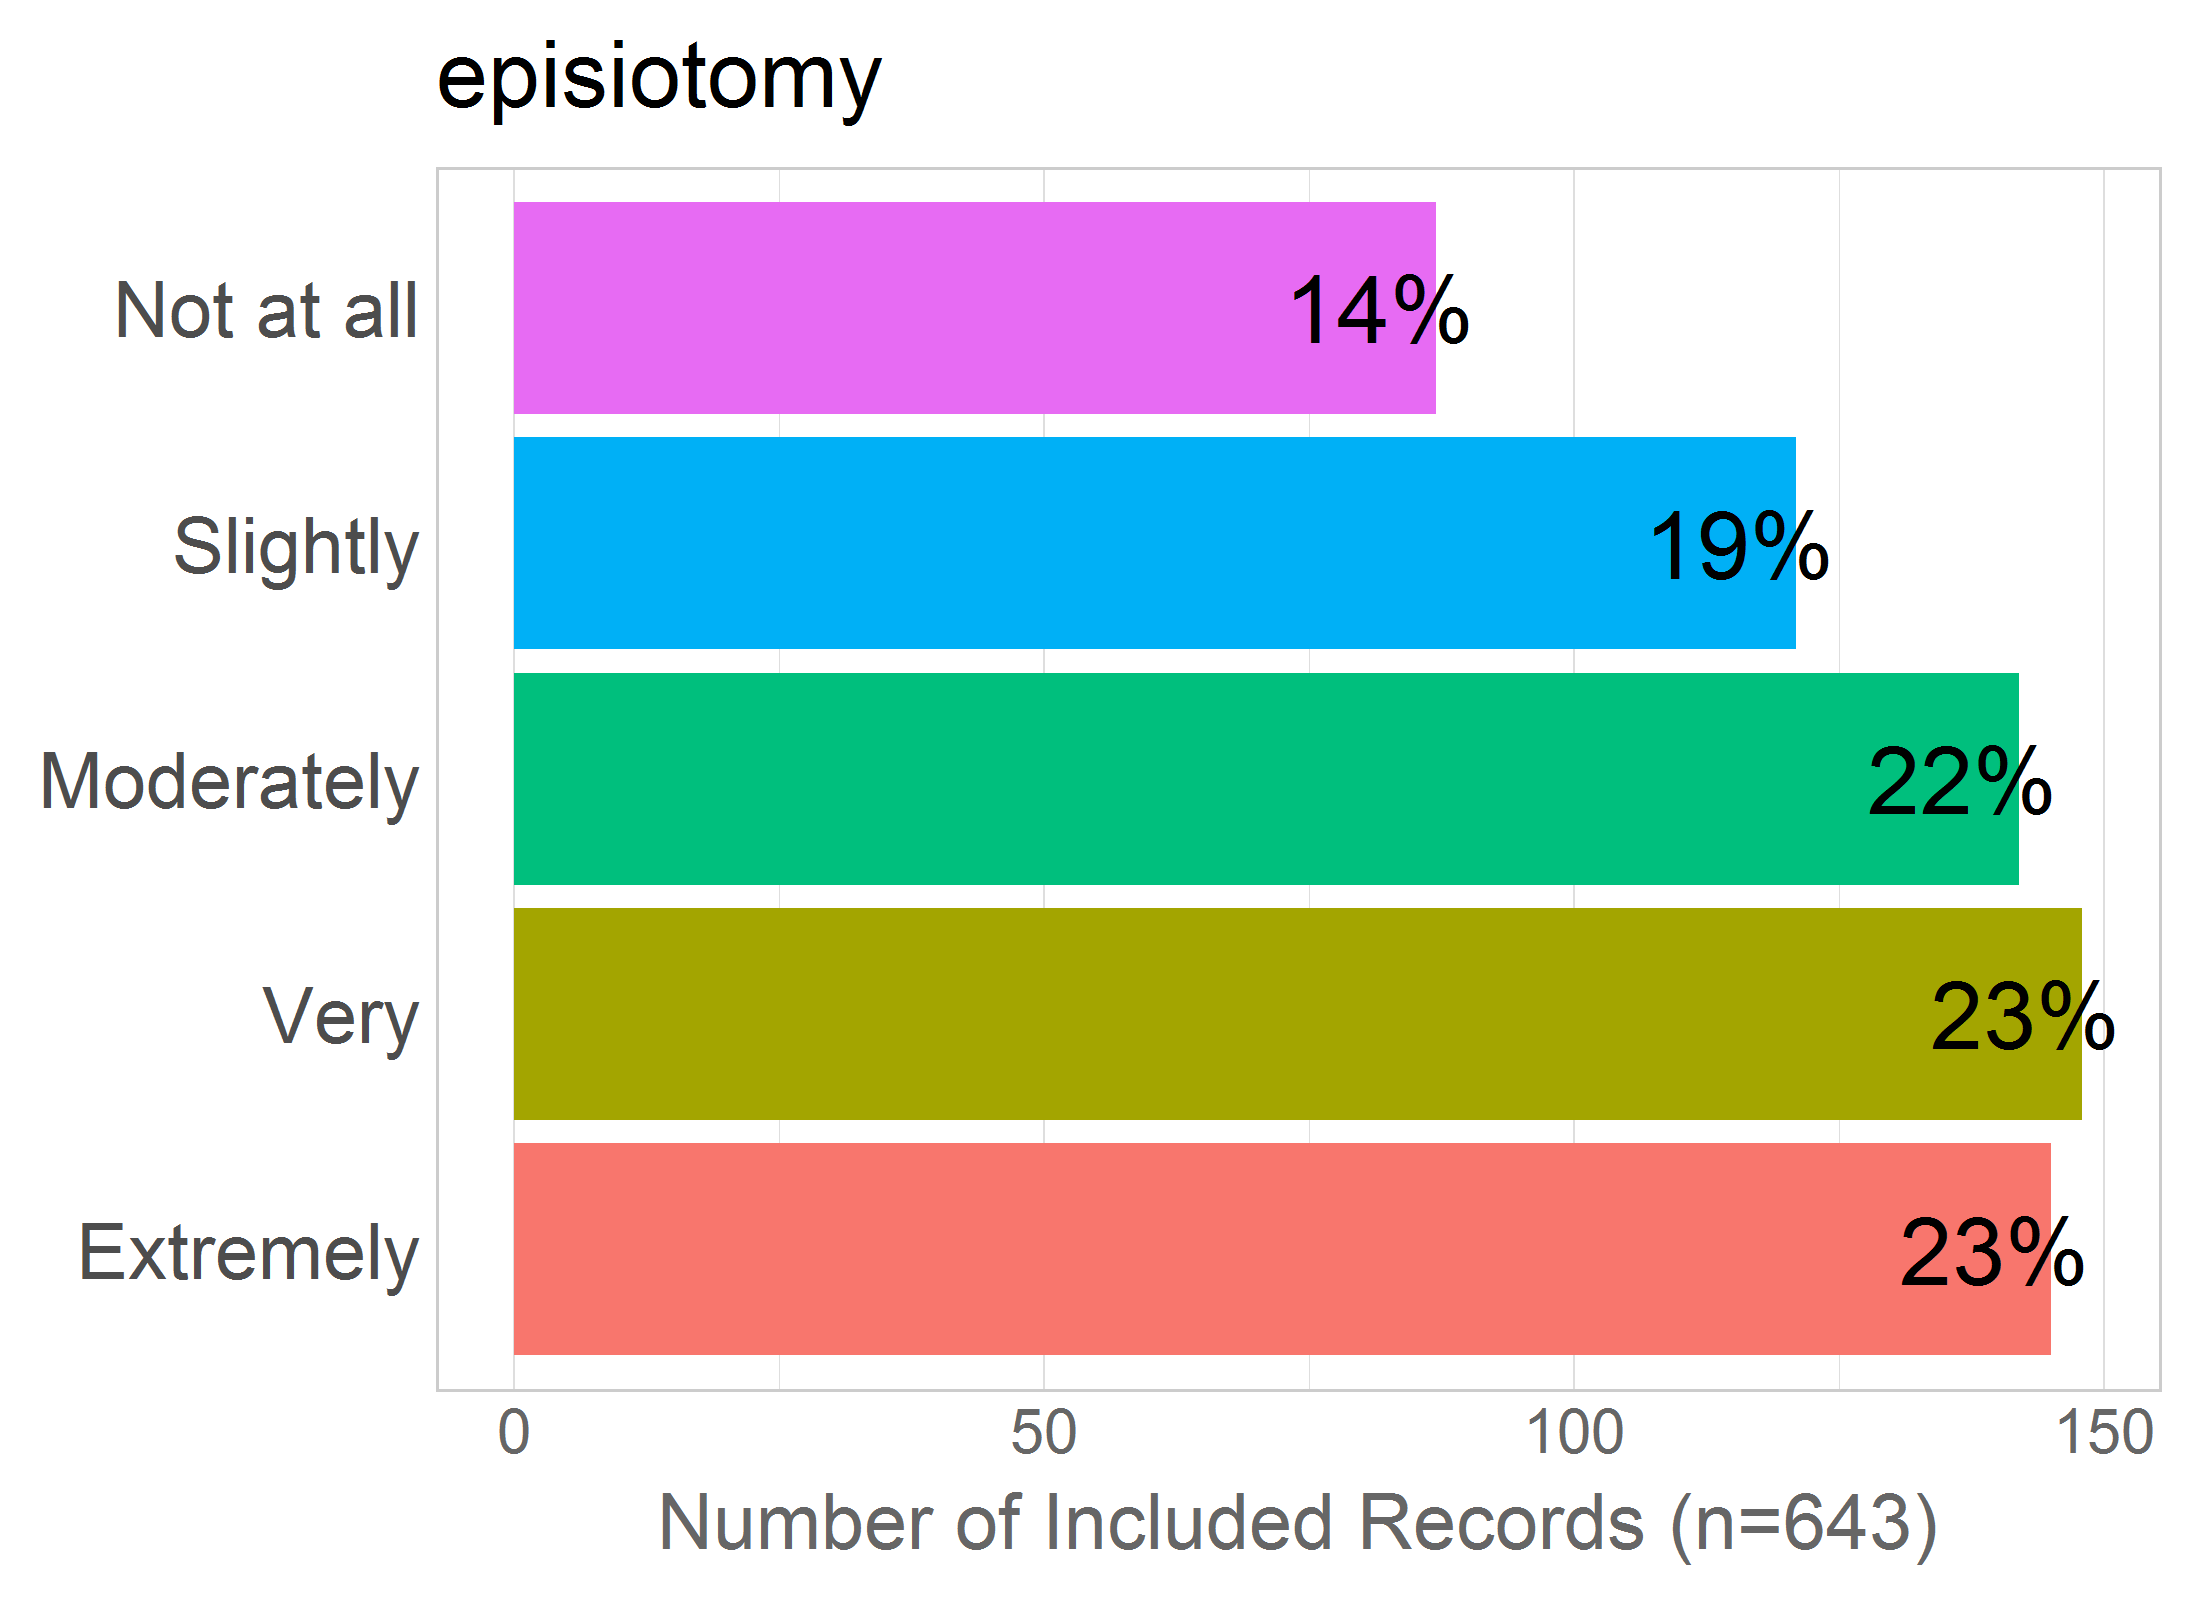 episiotomy
Not at all
14%
Slightly
19%
Moderately
22%
Very
23%
Extremely
23%
0 50 100 150
Number of Included Records (n=643)